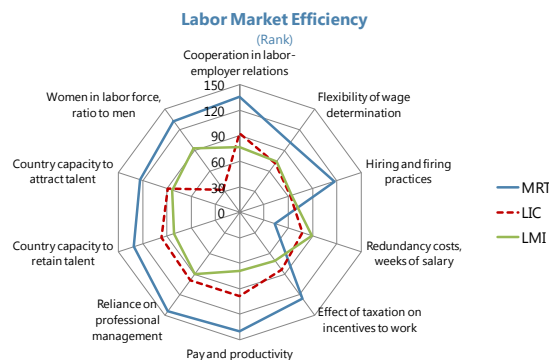 Labor Market Efficiency
(Rank)
Cooperation in labor-
employer relations
Flexibility of wage
determination
Hiring and firing
practices
Redundancy costs,
weeks of salary
Effect of taxation on
incentives to work
Pay and productivity
Reliance on
professional
management
Country capacity to
retain talent
Country capacity to
attract talent
Women in labor force,
ratio to men
150
120
90
60
30
0
MRT
LIC
LMI